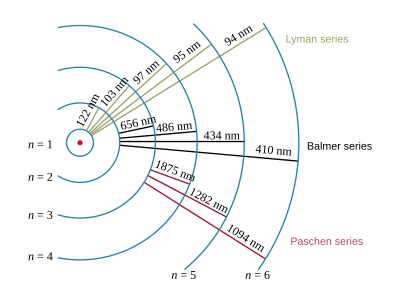 94 nm
Lyman series
95 nm
97 nm
103 nm
122 nm
656 nm
486 nm
434 nm
410 nm
Balmer series
n = 1
n = 2
1875 nm
1282 nm
1094 nm
n = 3
Paschen series
n = 4
n = 5
n = 6